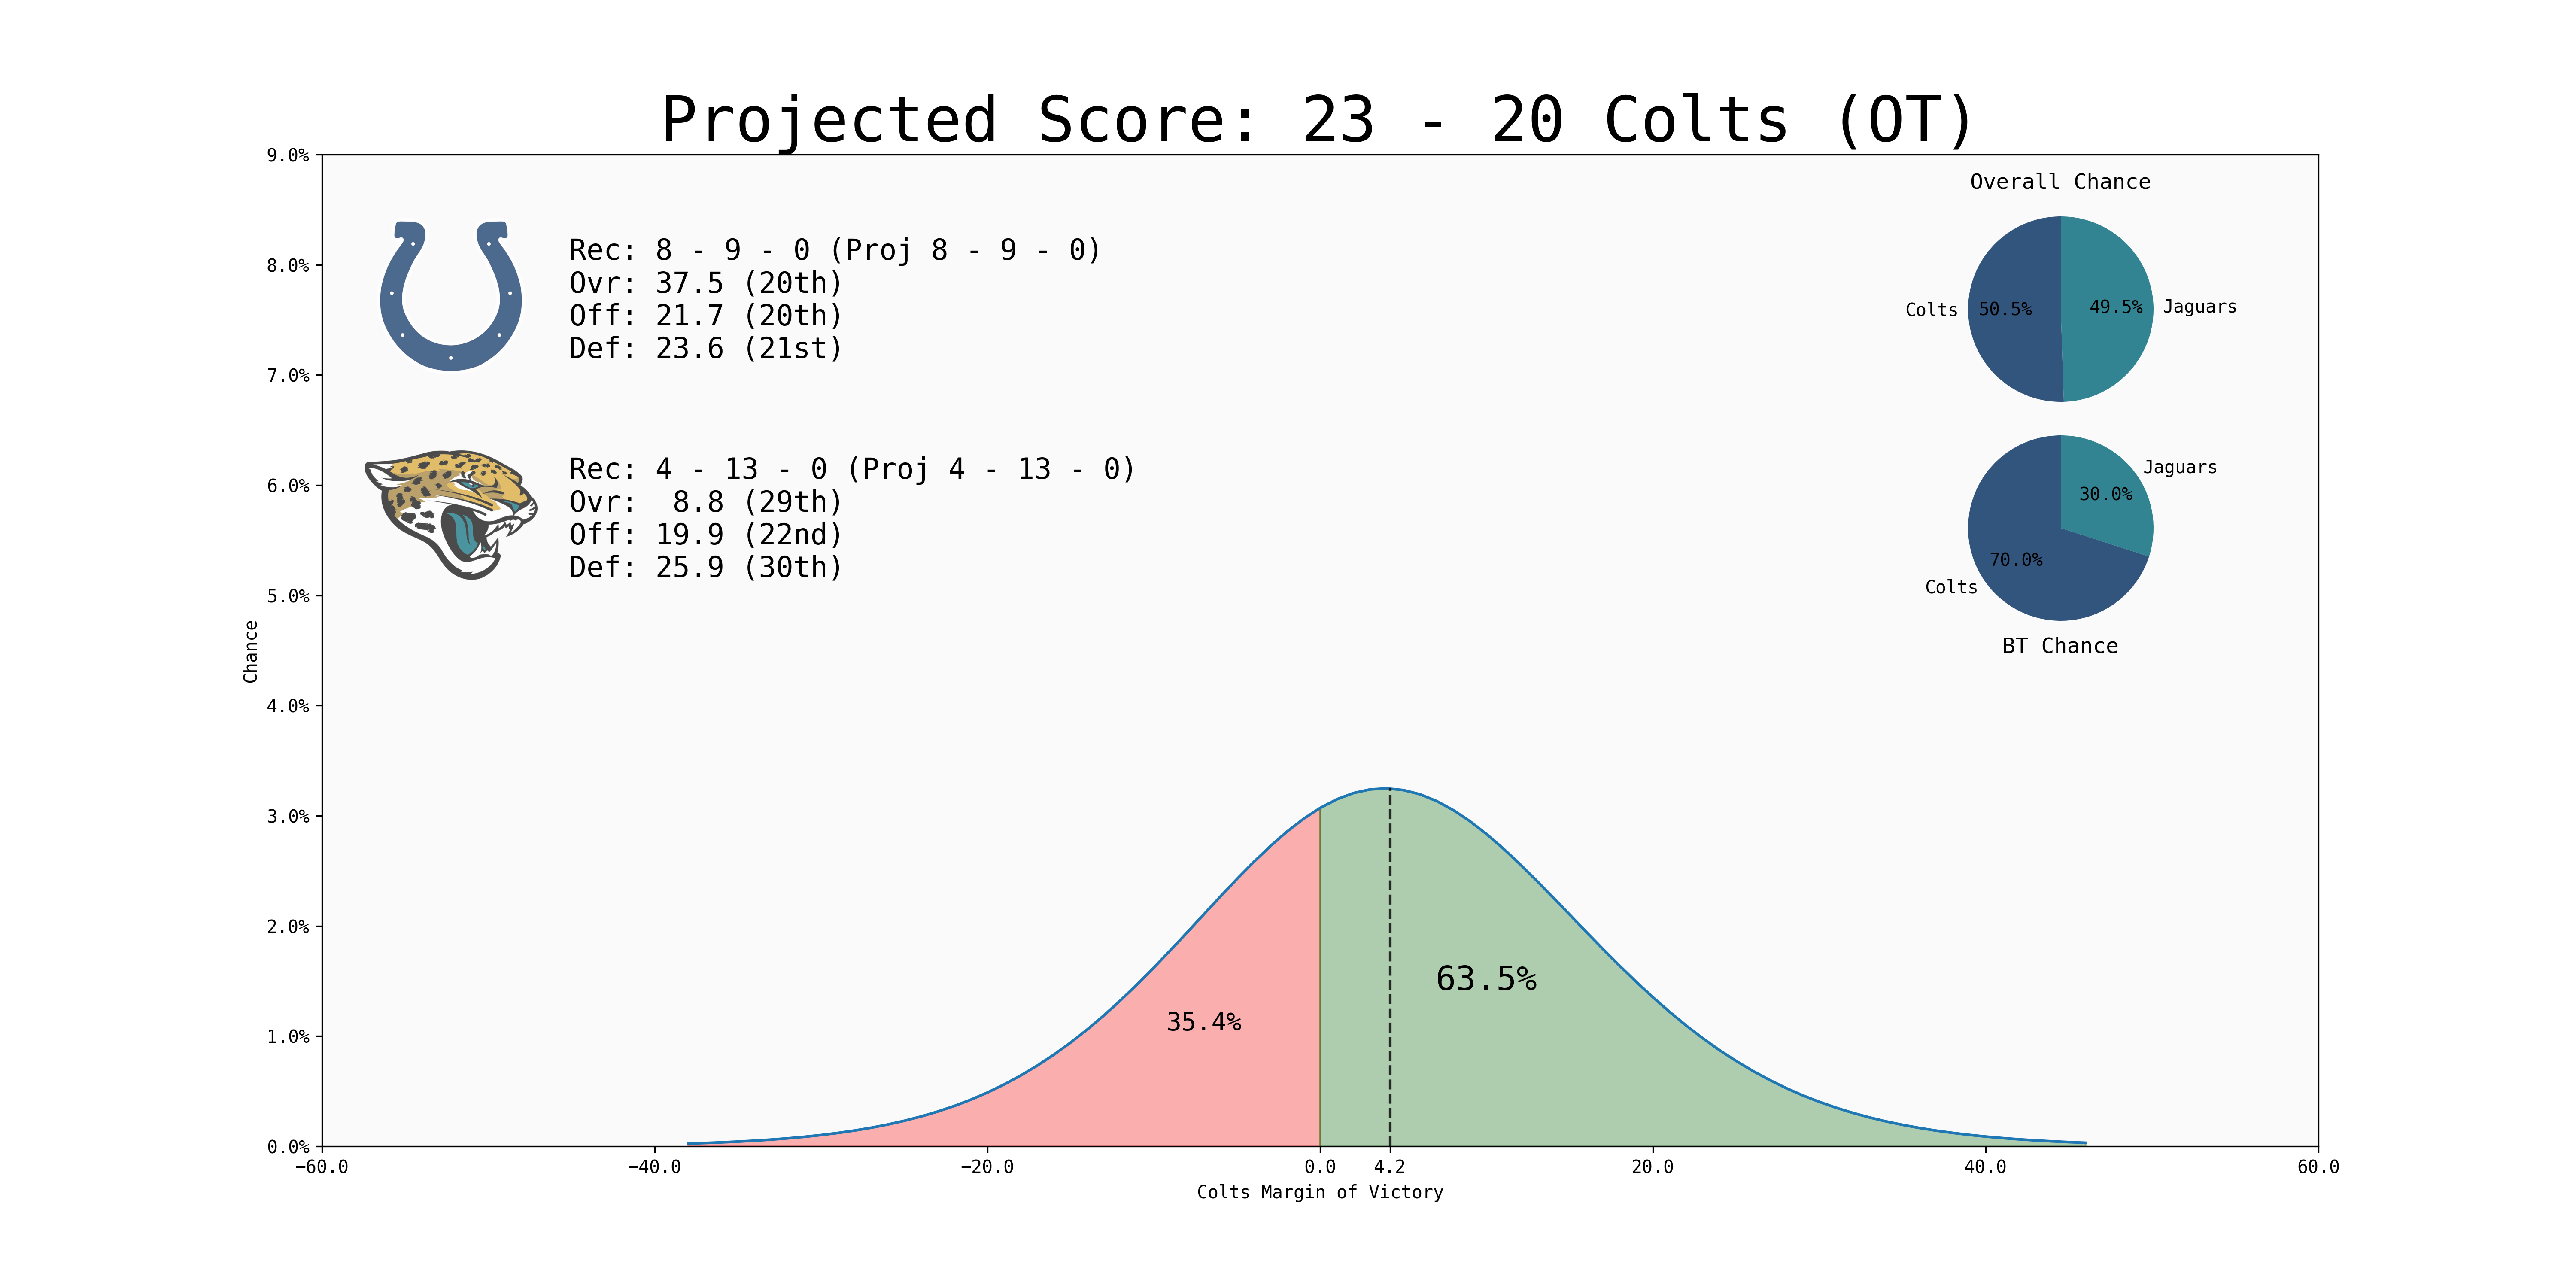 Projected Score: 23 - 20 Colts (OT)
Rec: 8 - 9 - 0 (Proj 8 - 9 - 0)
Ovr: 37.5 (20th)
Off: 21.7 (20th)
Def: 23.6 (21st)
Rec: 4 - 13 - 0 (Proj 4 - 13 - 0)
Ovr:  8.8 (29th)
Off: 19.9 (22nd)
Def: 25.9 (30th)
Overall Chance
Colts
50.5%
49.5%
Jaguars
Jaguars
30.0%
70.0%
Colts
BT Chance
9.0%
8.0%
7.0%
6.0%
5.0%
4.0%
3.0%
2.0%
1.0%
0.0%
Chance
63.5%
35.4%
−60.0
−40.0
−20.0
0.0
4.2
20.0
40.0
60.0
Colts Margin of Victory